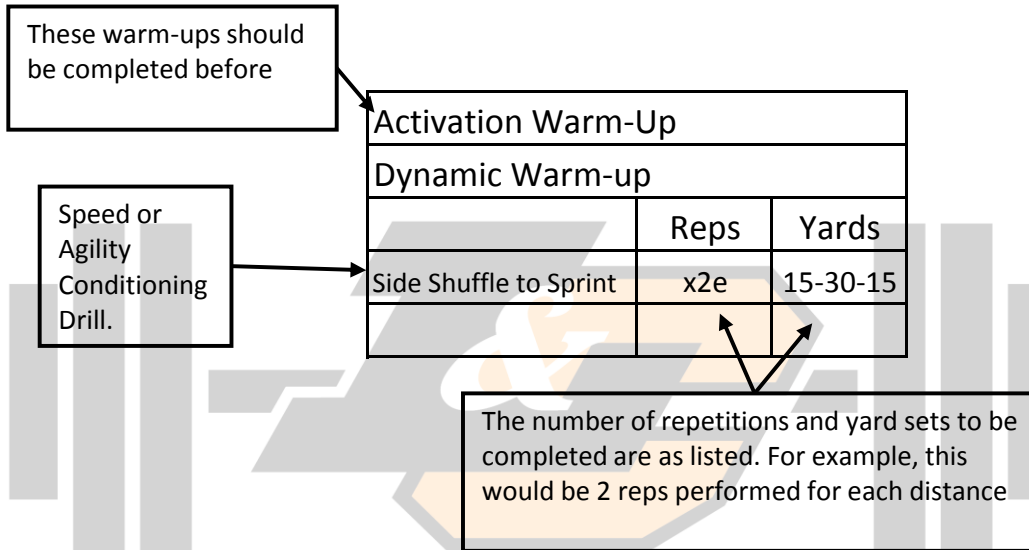 These warm-ups should
be completed before
Activation Warm-Up
Dynamic Warm-up
Speed or
Agility
Conditioning
Drill.
Reps Yards
Side Shuffle to Sprint x2e 15-30-15
&
The number of repetitions and yard sets to be
completed are as listed. For example, this
would be 2 reps performed for each distance